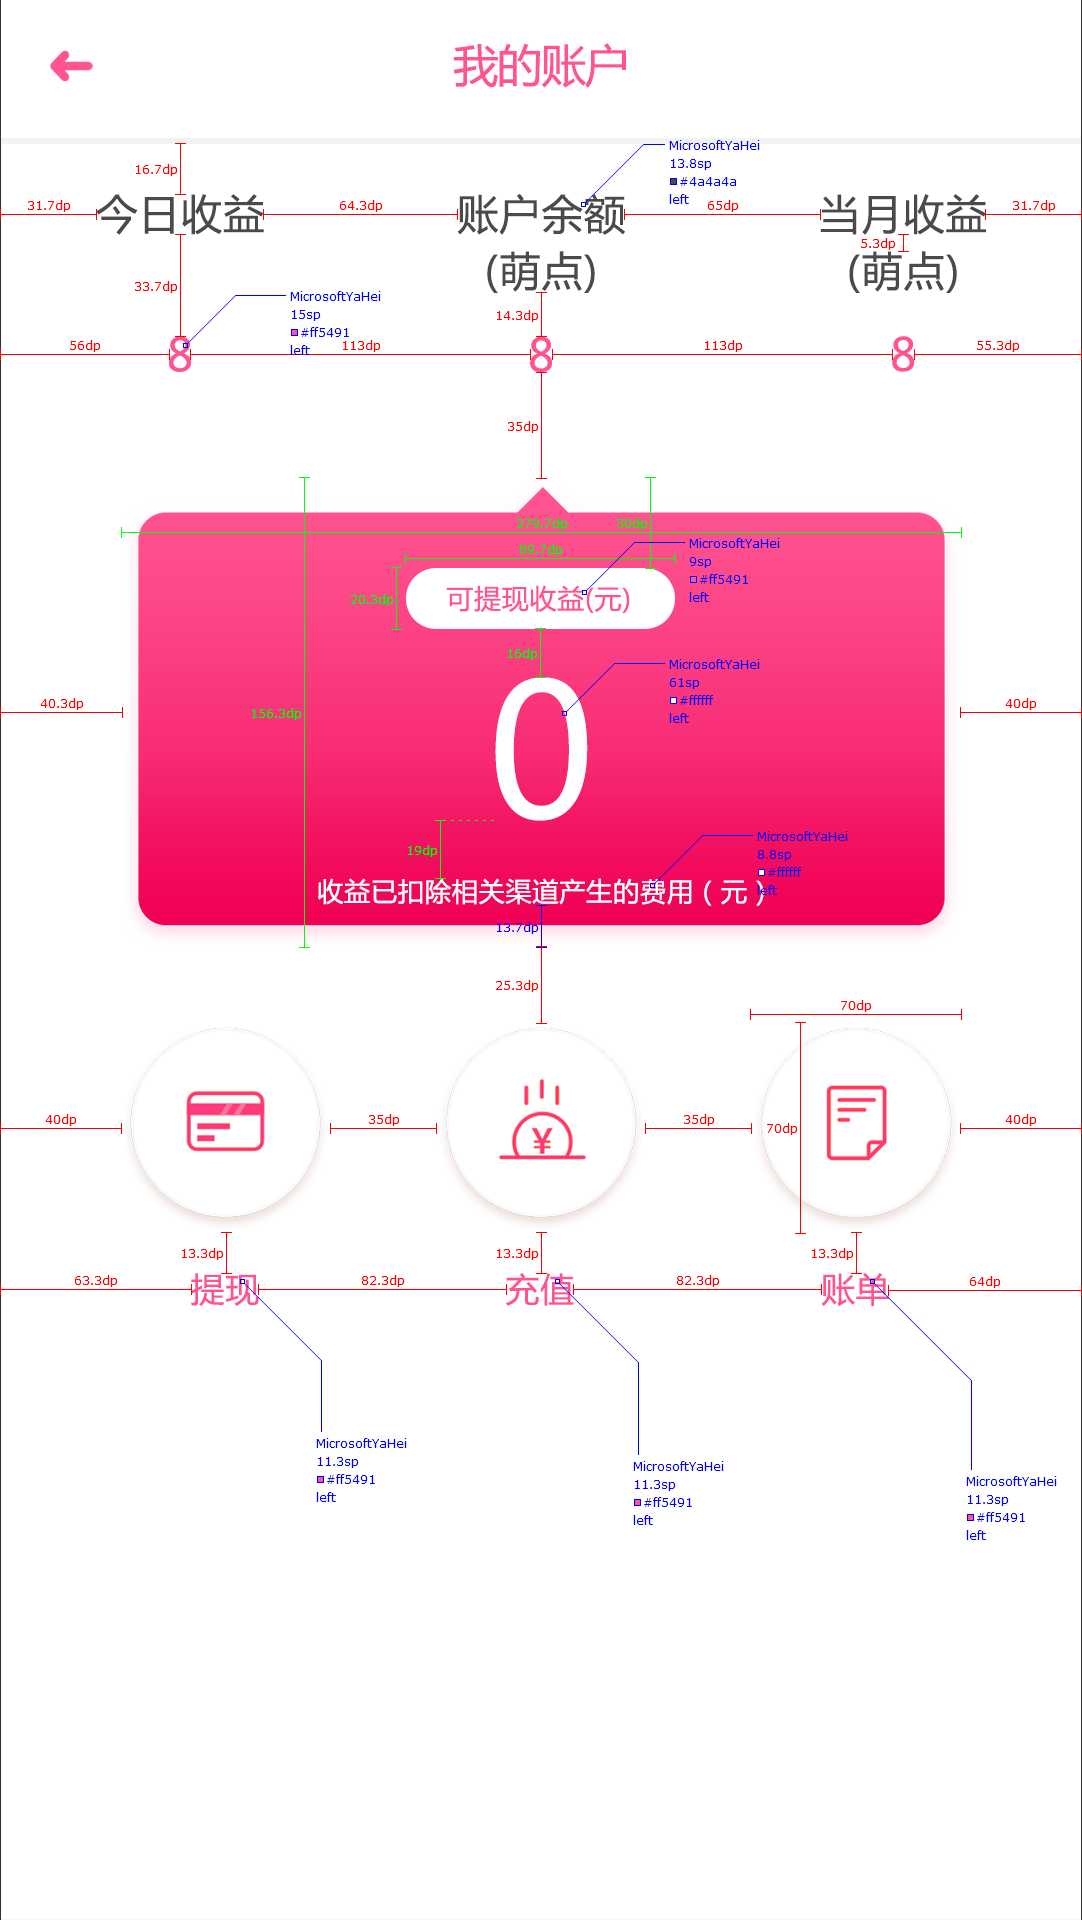 我的账户
16.7dp
MicrosoftYaHei
13.8sp
#4a4a4a
left
31.7dp
今日收益
64.3dp
账户余额
65dp
当月收益
31.7dp
(萌点)
5.3dp
(萌点)
33.7dp
MicrosoftYaHei
15sp
#ff5491
left
14.3dp
56dp
8
113dp
8
113dp
8
55.3dp
35dp
279.7dp
30dp
MicrosoftYaHei
9sp
#ff5491
left
20.3dp
可提现收益(元)
16dp
MicrosoftYaHei
61sp
#ffffff
left
40.3dp
156.3dp
0
40dp
19dp
MicrosoftYaHei
8.8sp
#ffffff
left
收益已扣除相关渠道产生的费用（元）
13.7dp
25.3dp
70dp
40dp
35dp
¥
35dp
70dp
40dp
13.3dp
13.3dp
13.3dp
63.3dp
提现
82.3dp
充值
82.3dp
账单
64dp
MicrosoftYaHei
11.3sp
#ff5491
left
MicrosoftYaHei
11.3sp
#ff5491
left
MicrosoftYaHei
11.3sp
#ff5491
left